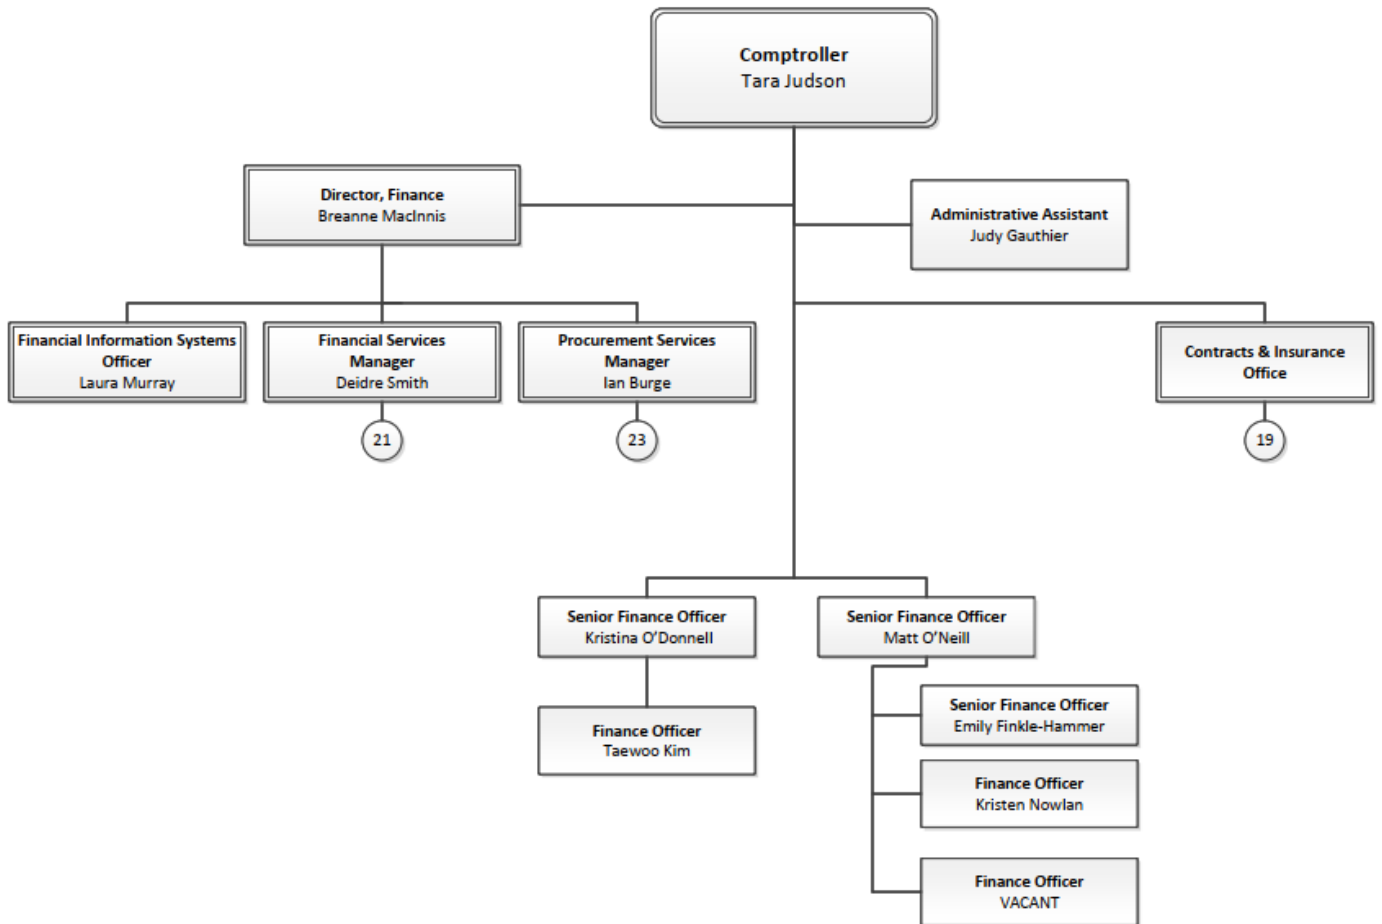 Comptroller
Tara Judson
Director, Finance
Breanne MacInnis
Administrative Assistant
Judy Gauthier
Financial Information Systems
Officer
Laura Murray
Financial Services
Manager
Deidre Smith
Procurement Services
Manager
Ian Burge
Contracts & Insurance
Office
21
23
19
Senior Finance Officer
Kristina O’Donnell
Senior Finance Officer
Matt O’Neill
Finance Officer
Taewoo Kim
Senior Finance Officer
Emily Finkle-Hammer
Finance Officer
Kristen Nowlan
Finance Officer
VACANT